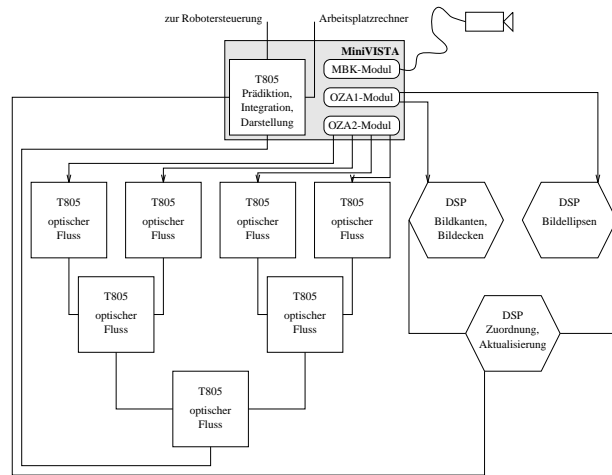 zur Robotersteuerung
Arbeitsplatzrechner
MiniVISTA
MBK-Modul
OZA1-Modul
OZA2-Modul
T805
Prädiktion,
Integration,
Darstellung
T805
optischer
Fluss
T805
optischer
Fluss
T805
optischer
Fluss
T805
optischer
Fluss
DSP
Bildkanten,
Bildecken
DSP
Bildellipsen
T805
optischer
Fluss
T805
optischer
Fluss
DSP
Zuordnung,
Aktualisierung
T805
optischer
Fluss